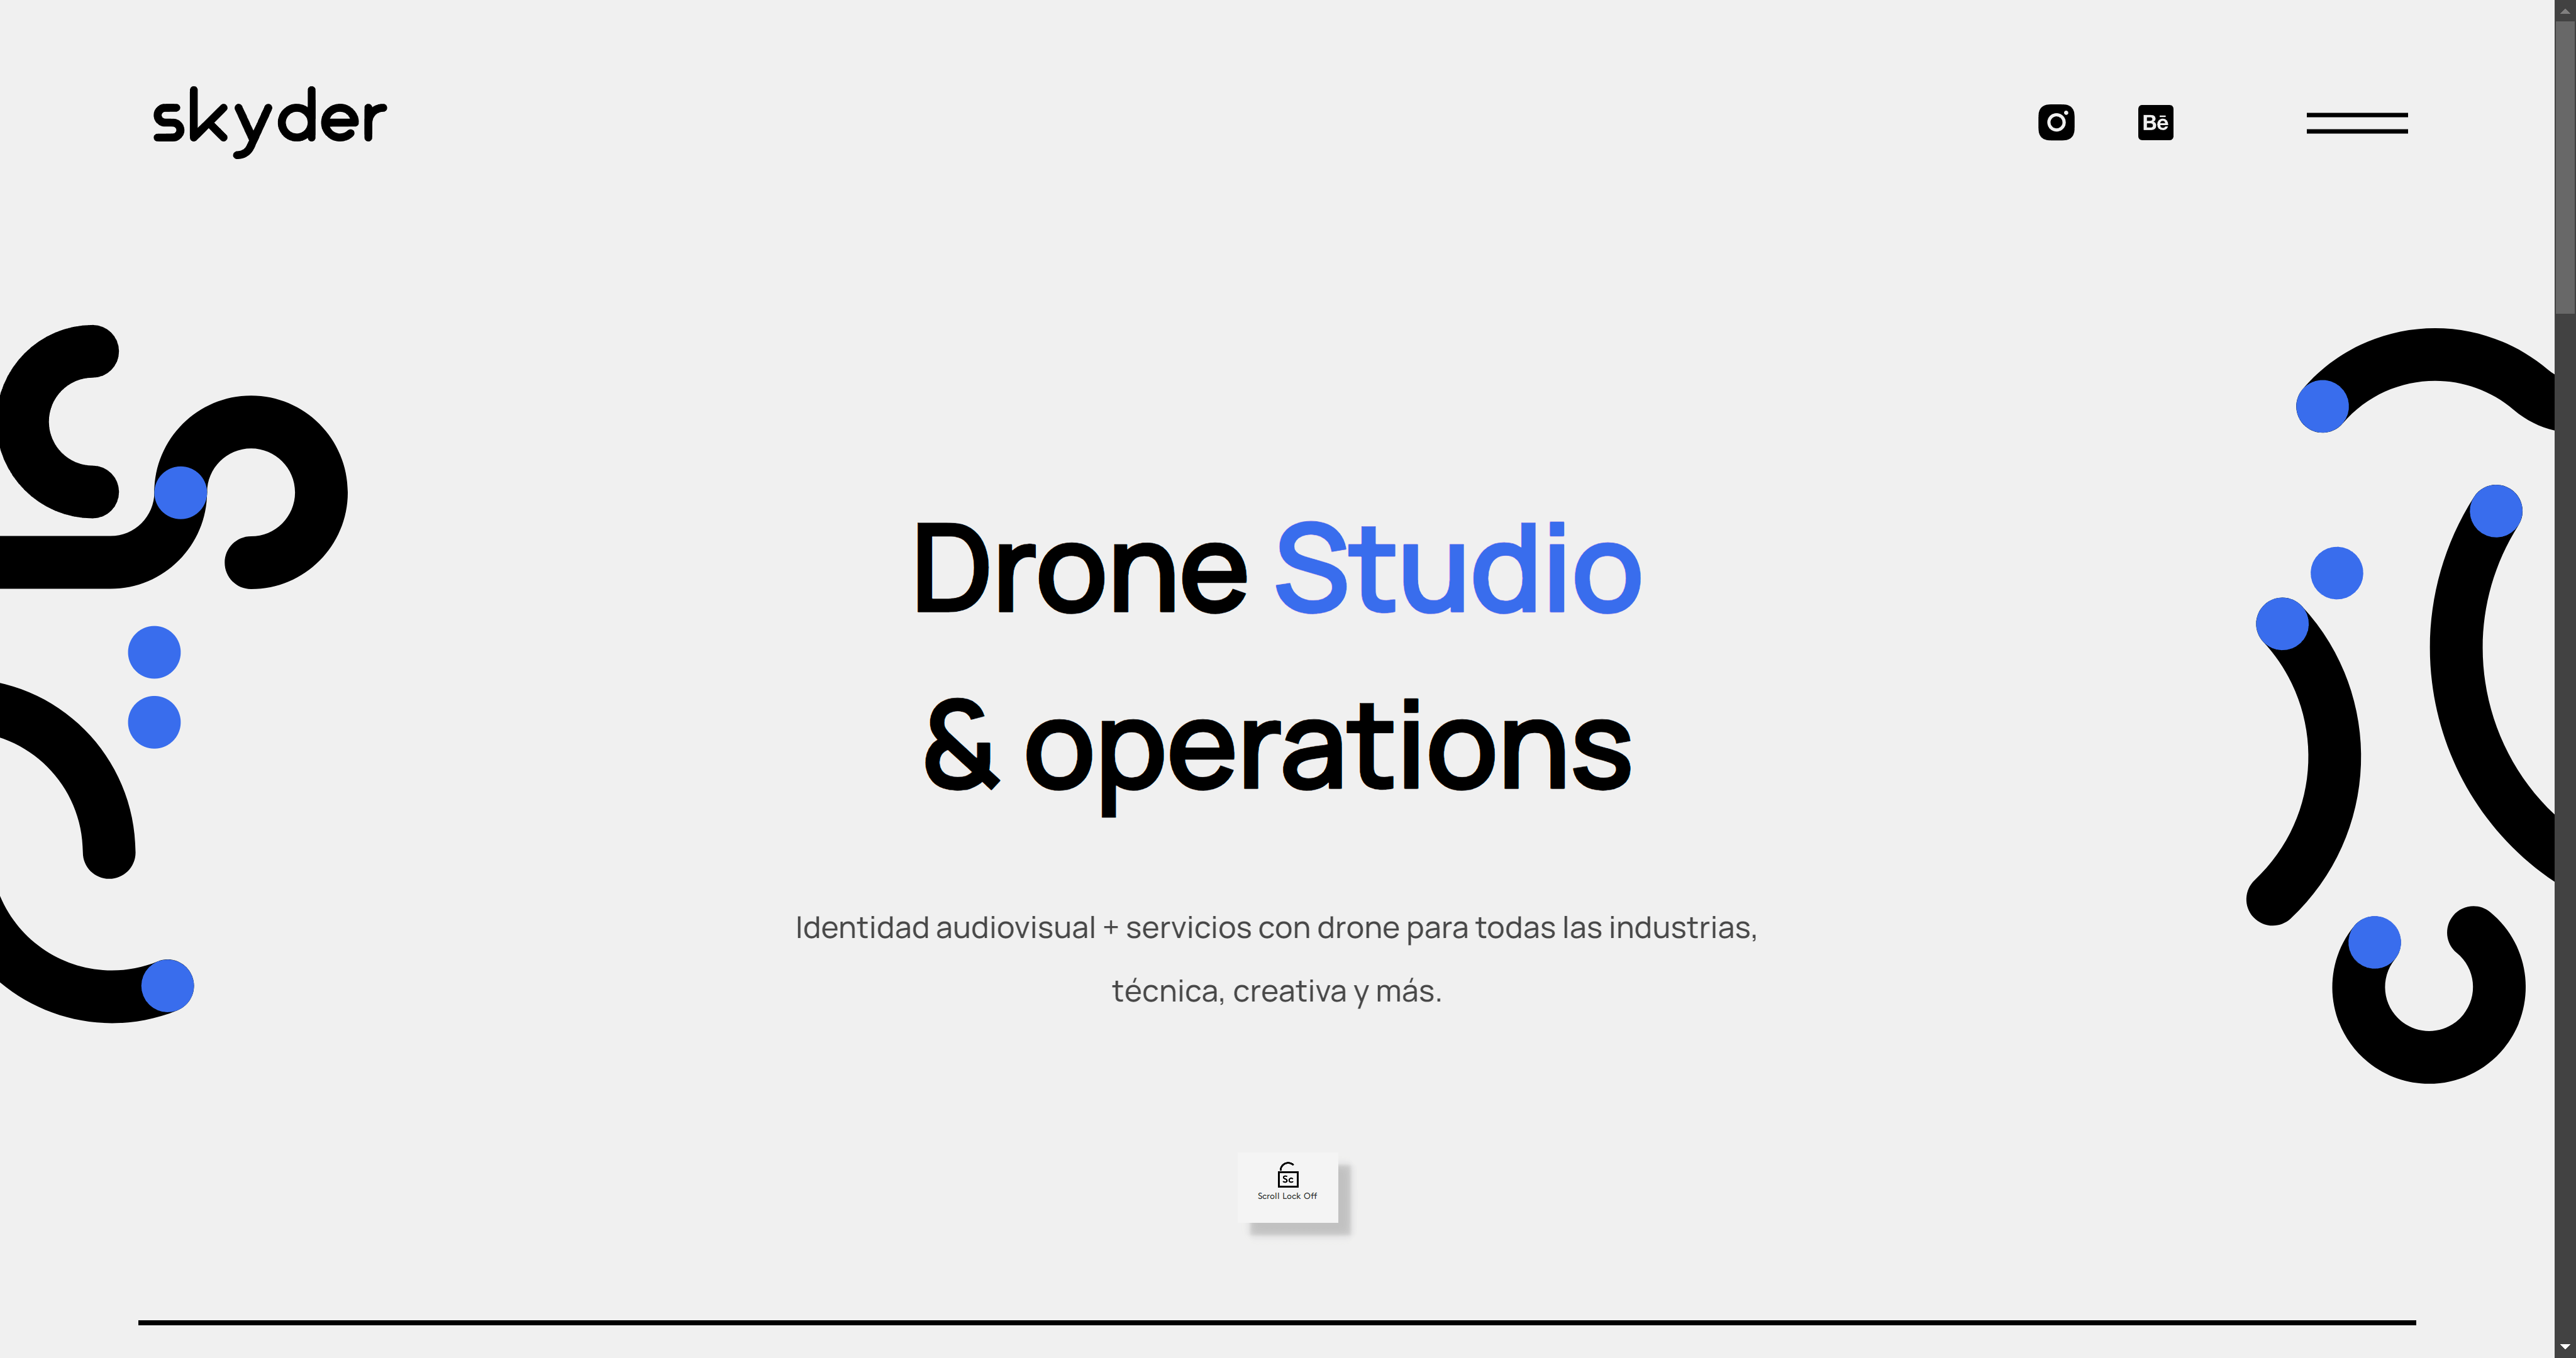 skyder
Bē
Drone Studio
& operations
Identidad audiovisual + servicios con drone para todas las industrias,
técnica, creativa y más.
Sc
Scroll Lock Off